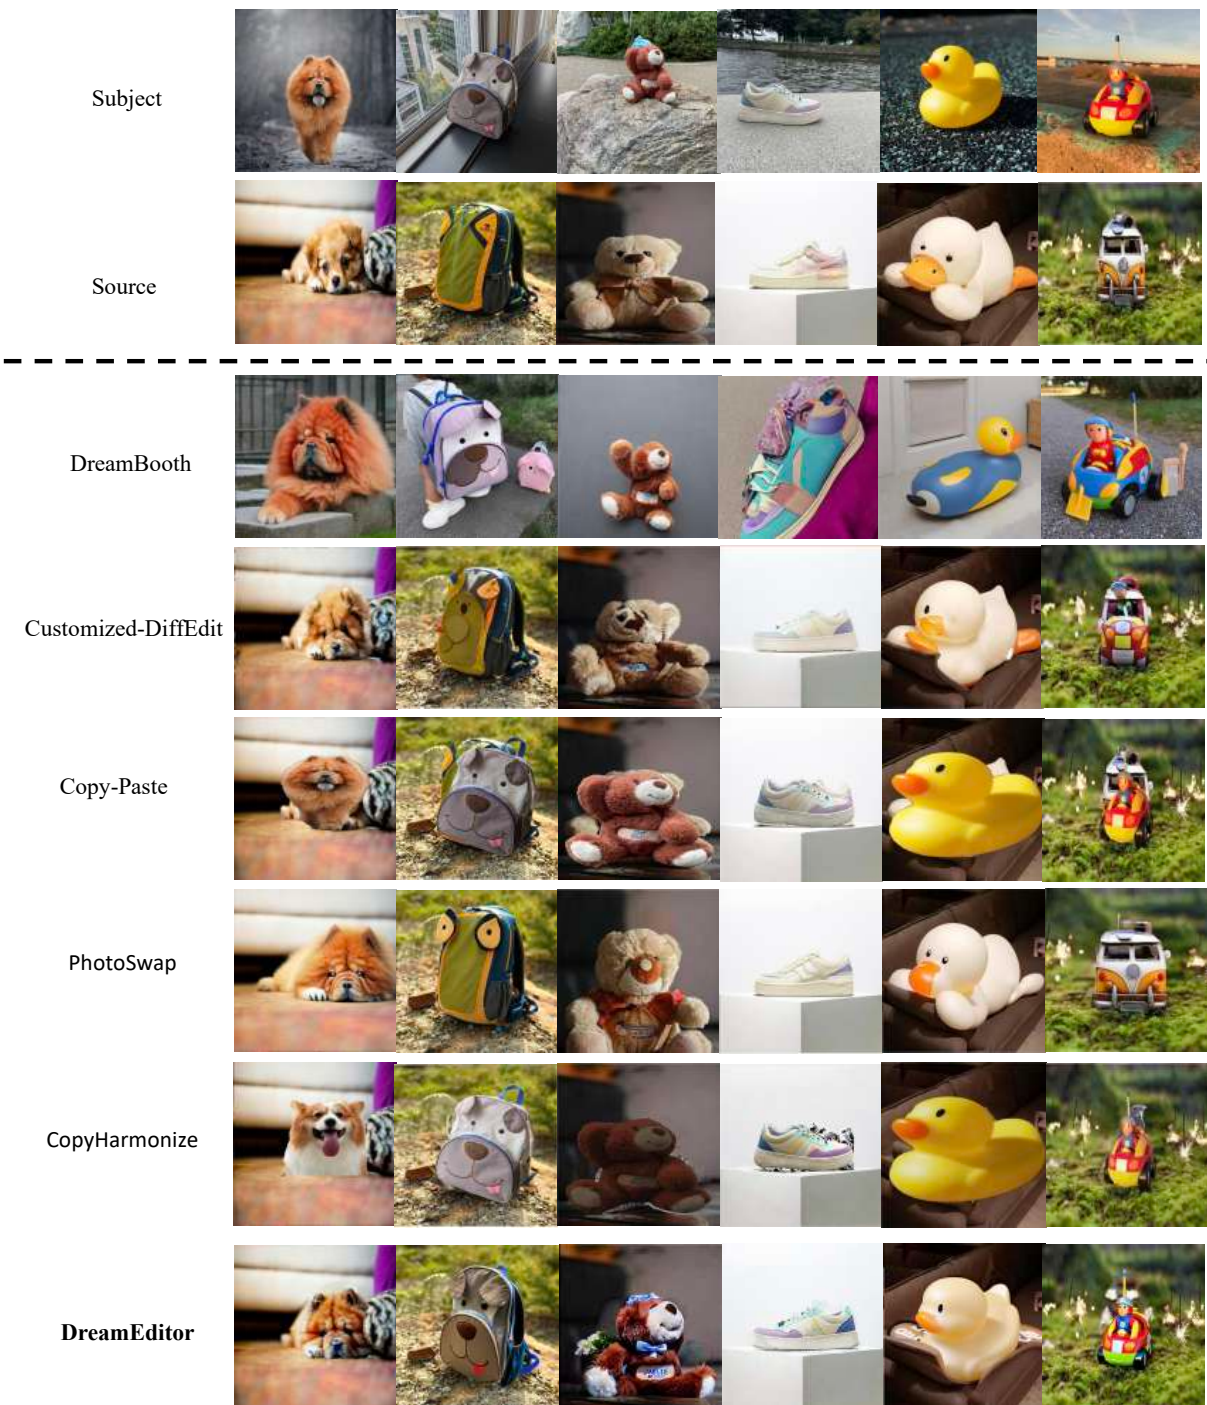 Subject
Source
DreamBooth
Customized-DiffEdit
Copy-Paste
PhotoSwap
CopyHarmonize
DreamEditor